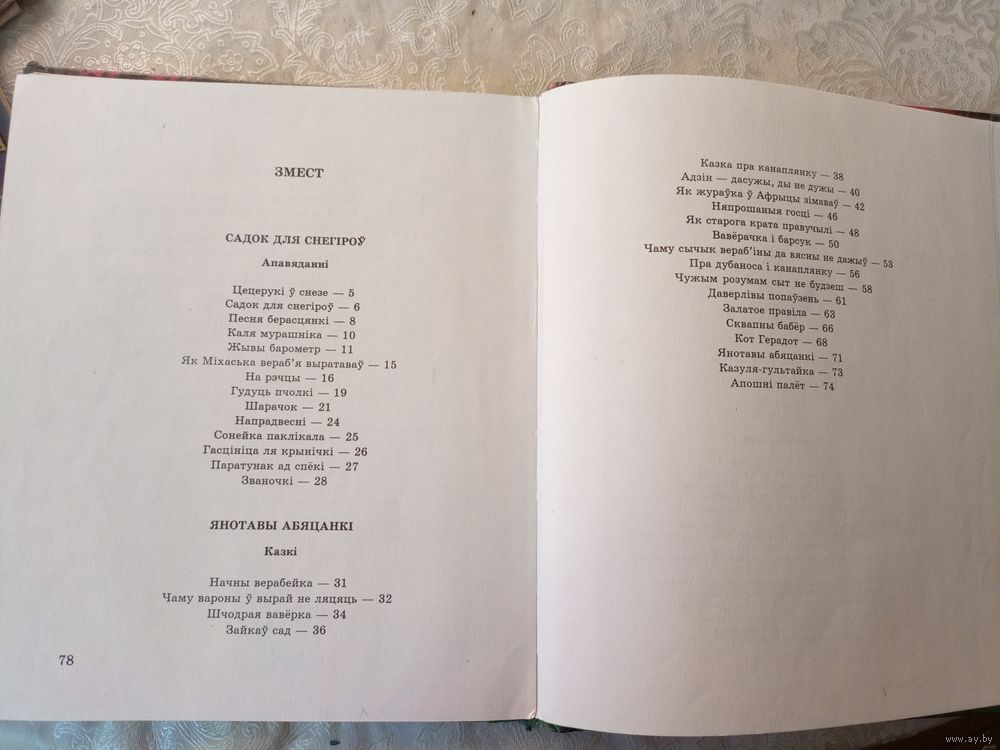 ЗМЕСТ
САДОК ДЛЯ СНЕГІРОЎ
Апавяданні
Цецерукі ў снезе — 5
Садок для снегіроў — 6
Песня берасцянкі — 8
Каля мурашніка — 10
Жывы барометр — 11
Як Міхаська вераб’я выратаваў — 15
На рэчцы — 16
Гудуць пчолкі — 19
Шарачок — 21
Напрадвесні — 24
Сонейка паклікала — 25
Гасцініца ля крынічкі — 26
Паратунак ад спёкі — 27
Званочкі — 28
ЯНОТАВЫ АБЯЦАНКІ
Казкі
Начны верабейка — 31
Чаму вароны ў вырай не ляцяць — 32
Шчодрая вавёрка — 34
Зайкаў сад — 36
78
Казка пра канаплянку — 38
Адзін — дасужы, ды не дужы — 40
Як жураўка ў Афрыцы зімаваў — 42
Няпрошаныя госці — 46
Як старога крата правучылі — 48
Вавёрачка і барсук — 50
Чаму сычык вераб’іны да вясны не дажыў — 53
Пра дубаноса і канаплянку — 56
Чужым розумам сыт не будзеш — 58
Даверлівы попаўзень — 61
Залатое правіла — 63
Сквапны бабёр — 66
Кот Герадот — 68
Янотавы абяцанкі — 71
Казуля-гультайка — 73
Апошні палёт — 74
www.ay.by